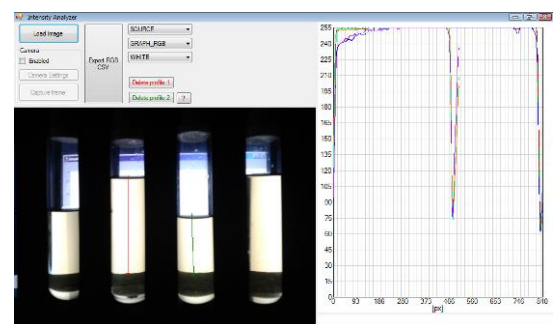 Intensity Analyzer
Load Image
SOURCE
GRAPH_RGB
WHITE
Camera
Enabled
Export RGB
CSV
Camera Settings
Capture frame
Delete profile 1
Delete profile 2
?
255
240
225
210
195
180
165
150
135
120
105
90
75
60
45
30
15
0
93
186
280
373
466
560
653
746
840
[px]